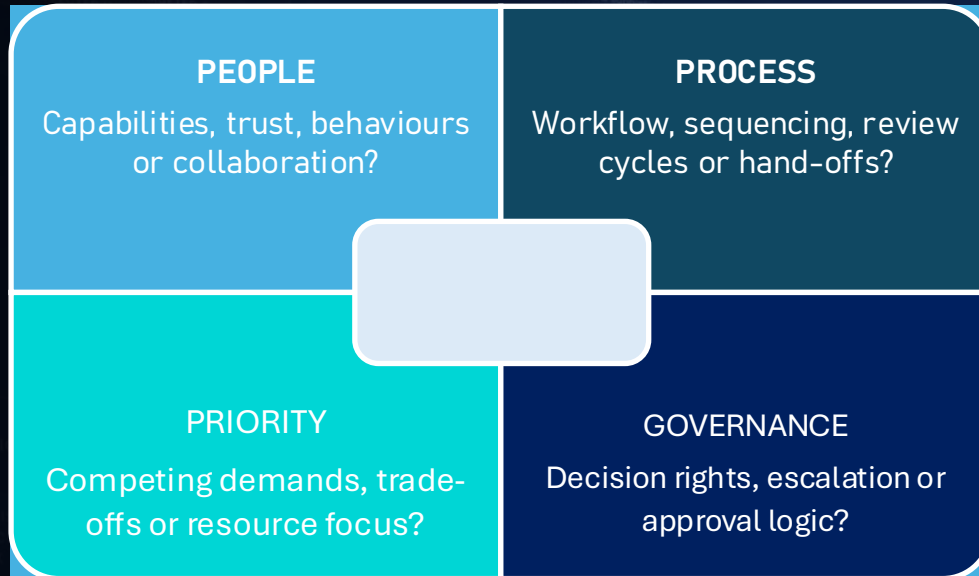 PEOPLE
Capabilities, trust, behaviours
or collaboration?
PROCESS
Workflow, sequencing, review
cycles or hand-offs?
PRIORITY
Competing demands, trade-
offs or resource focus?
GOVERNANCE
Decision rights, escalation or
approval logic?